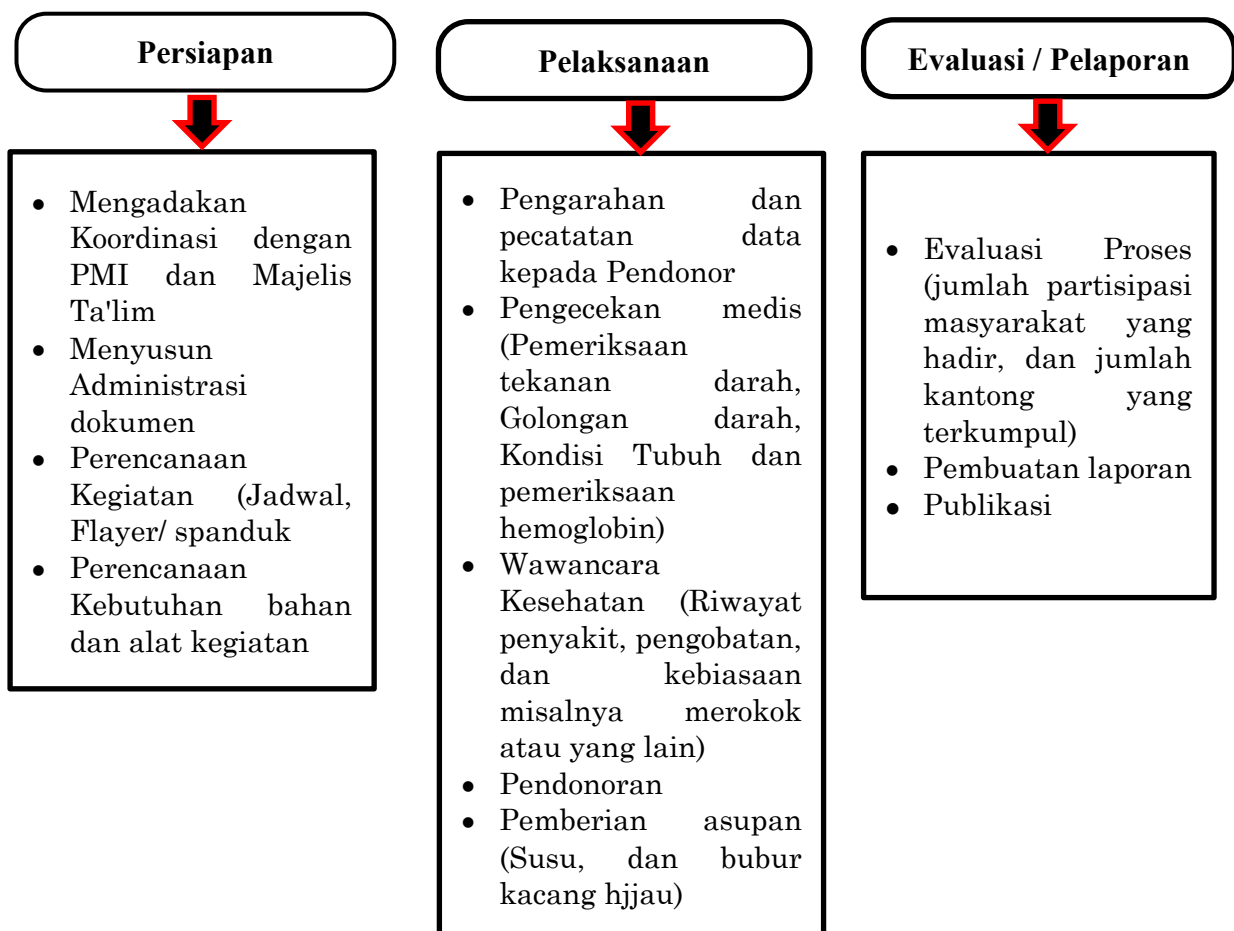 Persiapan
Mengadakan
Koordinasi dengan
PMI dan Majelis
Ta'lim
Menyusun
Administrasi
dokumen
Perencanaan
Kegiatan (Jadwal,
Flayer/ spanduk
Perencanaan
Kebutuhan bahan
dan alat kegiatan
Pelaksanaan
Pengarahan dan
pecatatan data
kepada Pendonor
Pengecekan medis
(Pemeriksaan
tekanan darah,
Golongan darah,
Kondisi Tubuh dan
pemeriksaan
hemoglobin)
Wawancara
Kesehatan (Riwayat
penyakit, pengobatan,
dan kebiasaan
misalnya merokok
atau yang lain)
Pendonoran
Pemberian asupan
(Susu, dan bubur
kacang hjjau)
Evaluasi / Pelaporan
Evaluasi Proses
(jumlah partisipasi
masyarakat yang
hadir, dan jumlah
kantong yang
terkumpul)
Pembuatan laporan
Publikasi